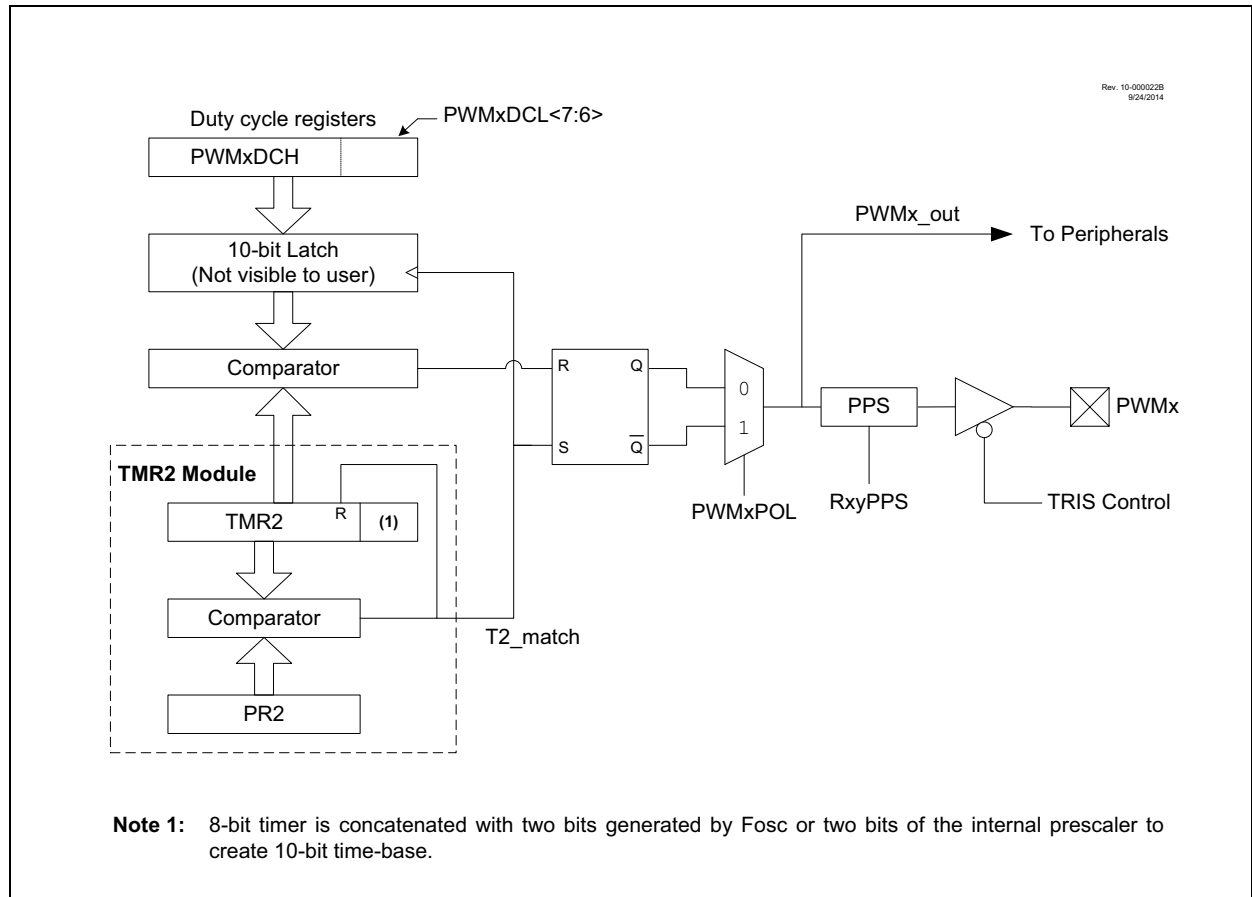 Rev. 10-000022B
9/24/2014
Duty cycle registers
PWMxDCL<7:6>
PWMxDCH
10-bit Latch
(Not visible to user)
Comparator
PWMx_out
To Peripherals
R
Q
S
Q̅
0
1
PPS
PWMx
PWMxPOL
RxyPPS
TRIS Control
TMR2 Module
TMR2
R
(1)
Comparator
T2_match
PR2
Note 1: 8-bit timer is concatenated with two bits generated by Fosc or two bits of the internal prescaler to
create 10-bit time-base.